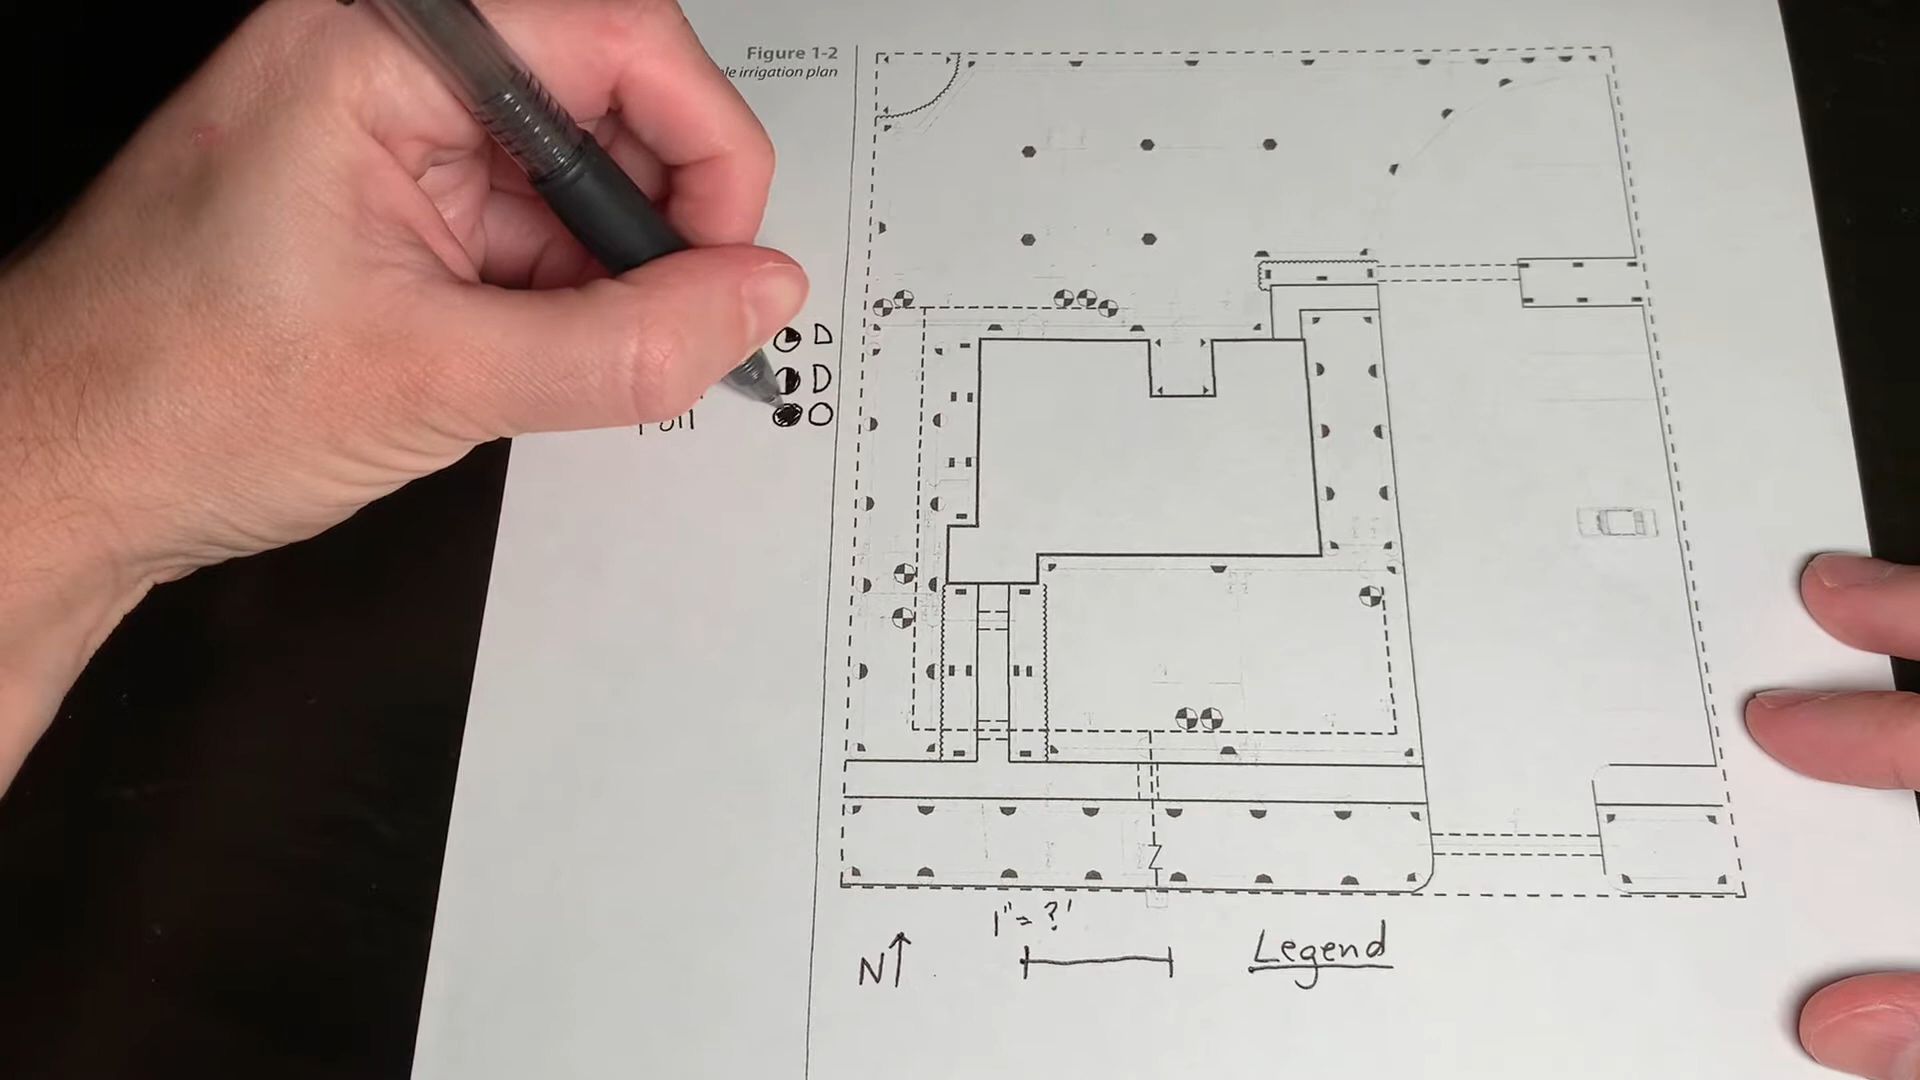 Figure 1-2
irrigation plan
1" = ?'
N
Legend